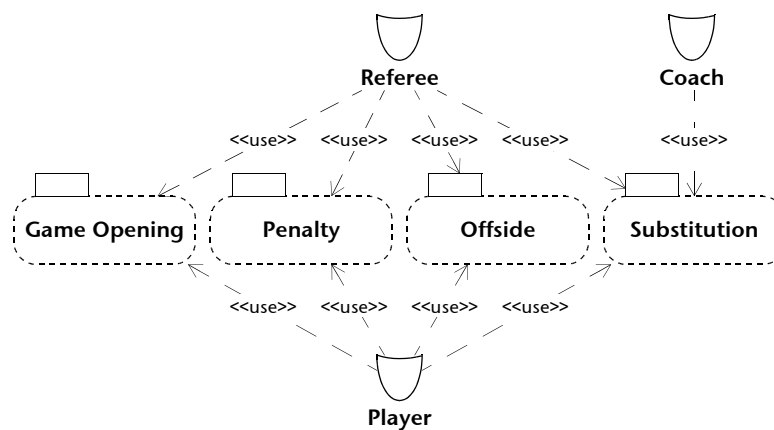 Referee Coach
<<use>> <<use>> <<use>> <<use>> <<use>>
Game Opening Penalty Offside Substitution
<<use>> <<use>> <<use>> <<use>>
Player